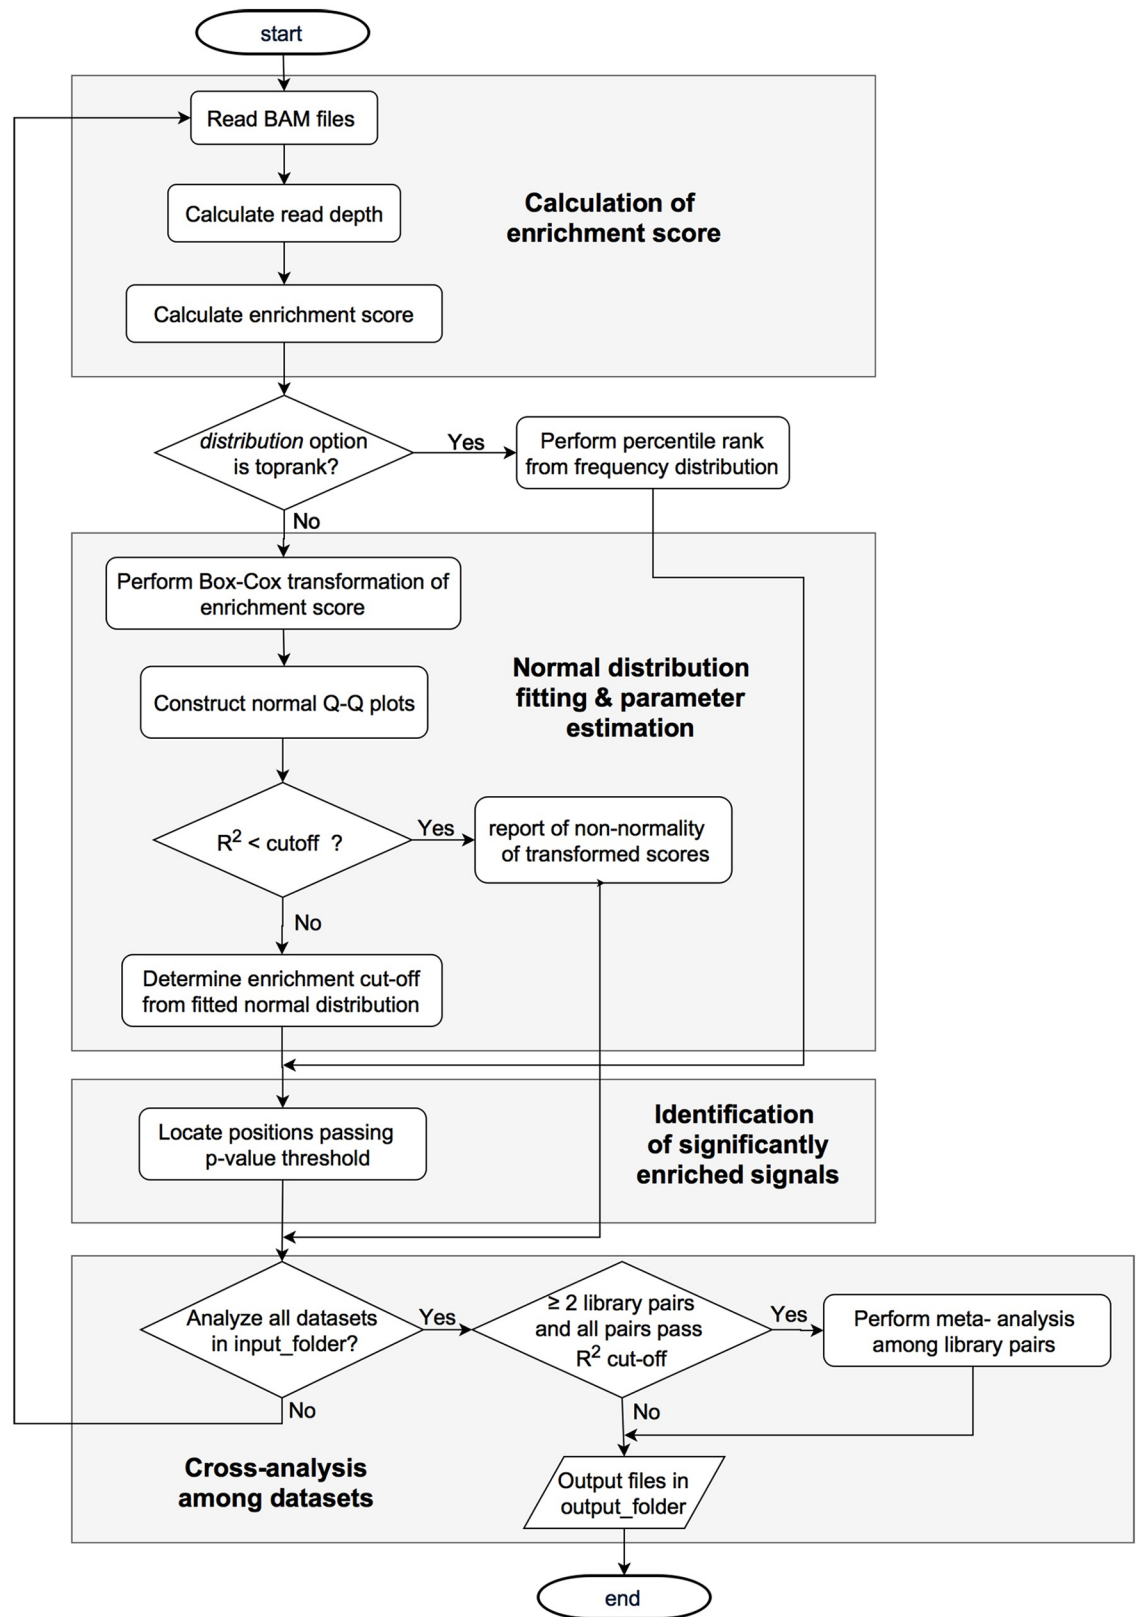 start
Read BAM files
Calculate read depth
Calculation of
enrichment score
Calculate enrichment score
distribution option
is toprank?
Yes
Perform percentile rank
from frequency distribution
No
Perform Box-Cox transformation of
enrichment score
Normal distribution
fitting & parameter
estimation
Construct normal Q-Q plots
R² < cutoff ?
Yes
report of non-normality
of transformed scores
No
Determine enrichment cut-off
from fitted normal distribution
Identification
of significantly
enriched signals
Locate positions passing
p-value threshold
Analyze all datasets
in input_folder?
Yes
≥ 2 library pairs
and all pairs pass
R² cut-off
Yes
Perform meta- analysis
among library pairs
No
No
Cross-analysis
among datasets
Output files in
output_folder
end